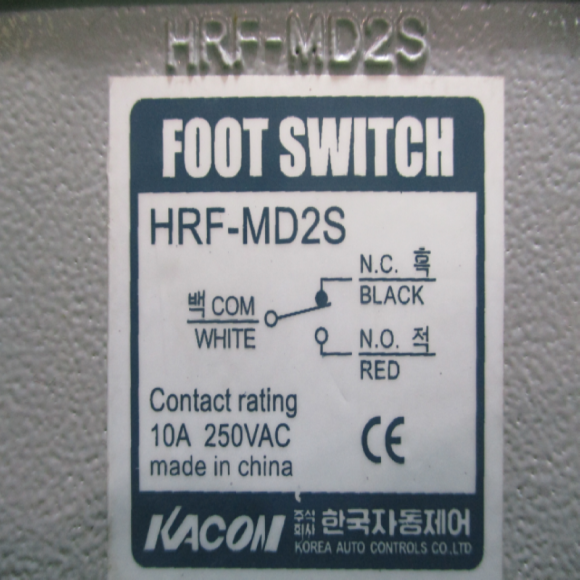 HRF-MD2S
FOOT SWITCH
HRF-MD2S
N.C. 흑
BLACK
백 COM
WHITE
N.O. 적
RED
Contact rating
10A 250VAC
made in china
CE
KACON 주식회사 한국자동제어
KOREA AUTO CONTROLS CO.LTD